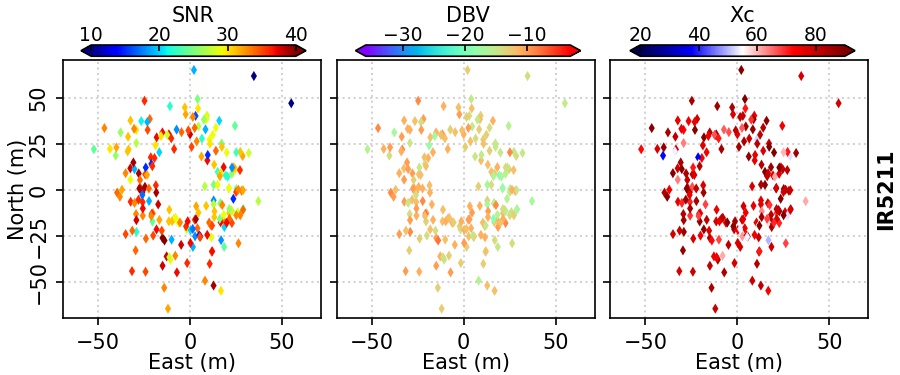 SNR DBV Xc
10 20 30 40 −30 −20 −10 20 40 60 80
50
25
0
−25
−50
North (m)
−50 0 50 −50 0 50 −50 0 50
East (m) East (m) East (m)
IR5211